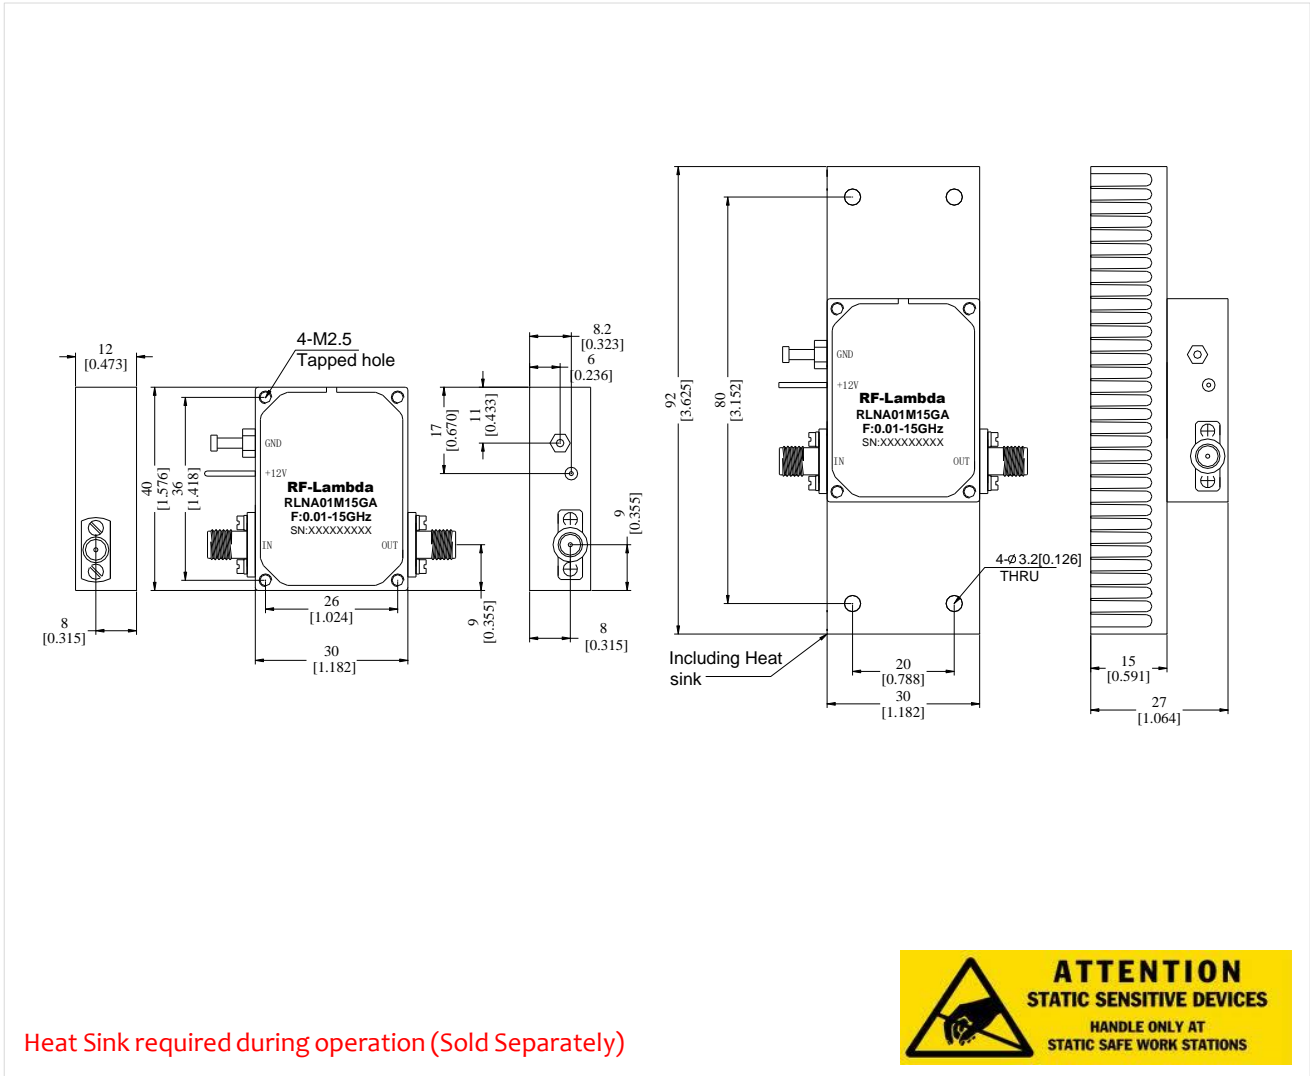 12
[0.473]
8
[0.315]
4-M2.5
Tapped hole
40
[1.576]
36
[1.418]
GND
+12V
RF-Lambda
RLNA01M15GA
F:0.01-15GHz
SN:XXXXXXXXX
IN
OUT
26
[1.024]
30
[1.182]
9
[0.355]
8.2
[0.323]
6
[0.236]
11
[0.433]
17
[0.670]
9
[0.355]
8
[0.315]
92
[3.625]
80
[3.152]
GND
+12V
RF-Lambda
RLNA01M15GA
F:0.01-15GHz
SN:XXXXXXXXX
IN
OUT
4-Ø3.2[0.126]
THRU
Including Heat
sink
20
[0.788]
30
[1.182]
15
[0.591]
27
[1.064]
Heat Sink required during operation (Sold Separately)
ATTENTION
STATIC SENSITIVE DEVICES
HANDLE ONLY AT
STATIC SAFE WORK STATIONS